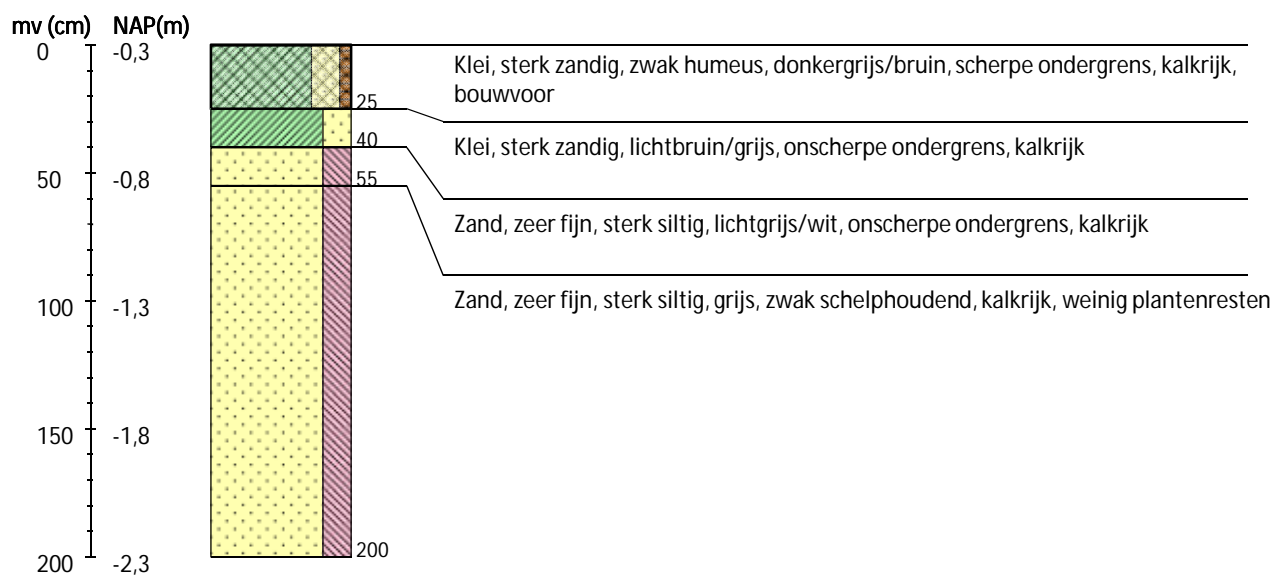 mv (cm) NAP(m)
0 -0,3
Klei, sterk zandig, zwak humeus, donkergrijs/bruin, scherpe ondergrens, kalkrijk,
bouwvoor
25
40
Klei, sterk zandig, lichtbruin/grijs, onscherpe ondergrens, kalkrijk
50 -0,8
55
Zand, zeer fijn, sterk siltig, lichtgrijs/wit, onscherpe ondergrens, kalkrijk
100 -1,3
Zand, zeer fijn, sterk siltig, grijs, zwak schelphoudend, kalkrijk, weinig plantenresten
150 -1,8
200
200 -2,3